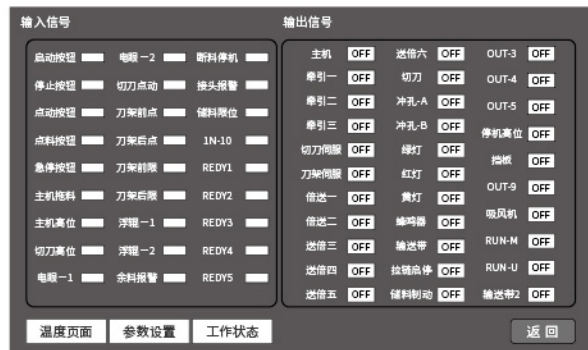 输入信号
输出信号
启动按钮 电眼－2 断料停机
停止按钮 切刀点动 接头报警
点动按钮 刀架前点 储料限位
点料按钮 刀架后点 1N-10
急停按钮 刀架前限 REDY1
主机拖料 刀架后限 REDY2
主机高位 浮辊－1 REDY3
切刀高位 浮辊－2 REDY4
电眼－1 余料报警 REDY5
主机 OFF 送倍六 OFF OUT-3 OFF
牵引一 OFF 切刀 OFF OUT-4 OFF
牵引二 OFF 冲孔-A OFF OUT-5 OFF
牵引三 OFF 冲孔-B OFF 停机高位 OFF
切刀伺服 OFF 绿灯 OFF 挡板 OFF
刀架伺服 OFF 红灯 OFF OUT-9 OFF
倍送一 OFF 黄灯 OFF 吸风机 OFF
倍送二 OFF 蜂鸣器 OFF RUN-M OFF
送倍三 OFF 输送带 OFF RUN-U OFF
送倍四 OFF 拉链启停 OFF 输送带2 OFF
送倍五 OFF 储料制动 OFF
温度页面 参数设置 工作状态 返回